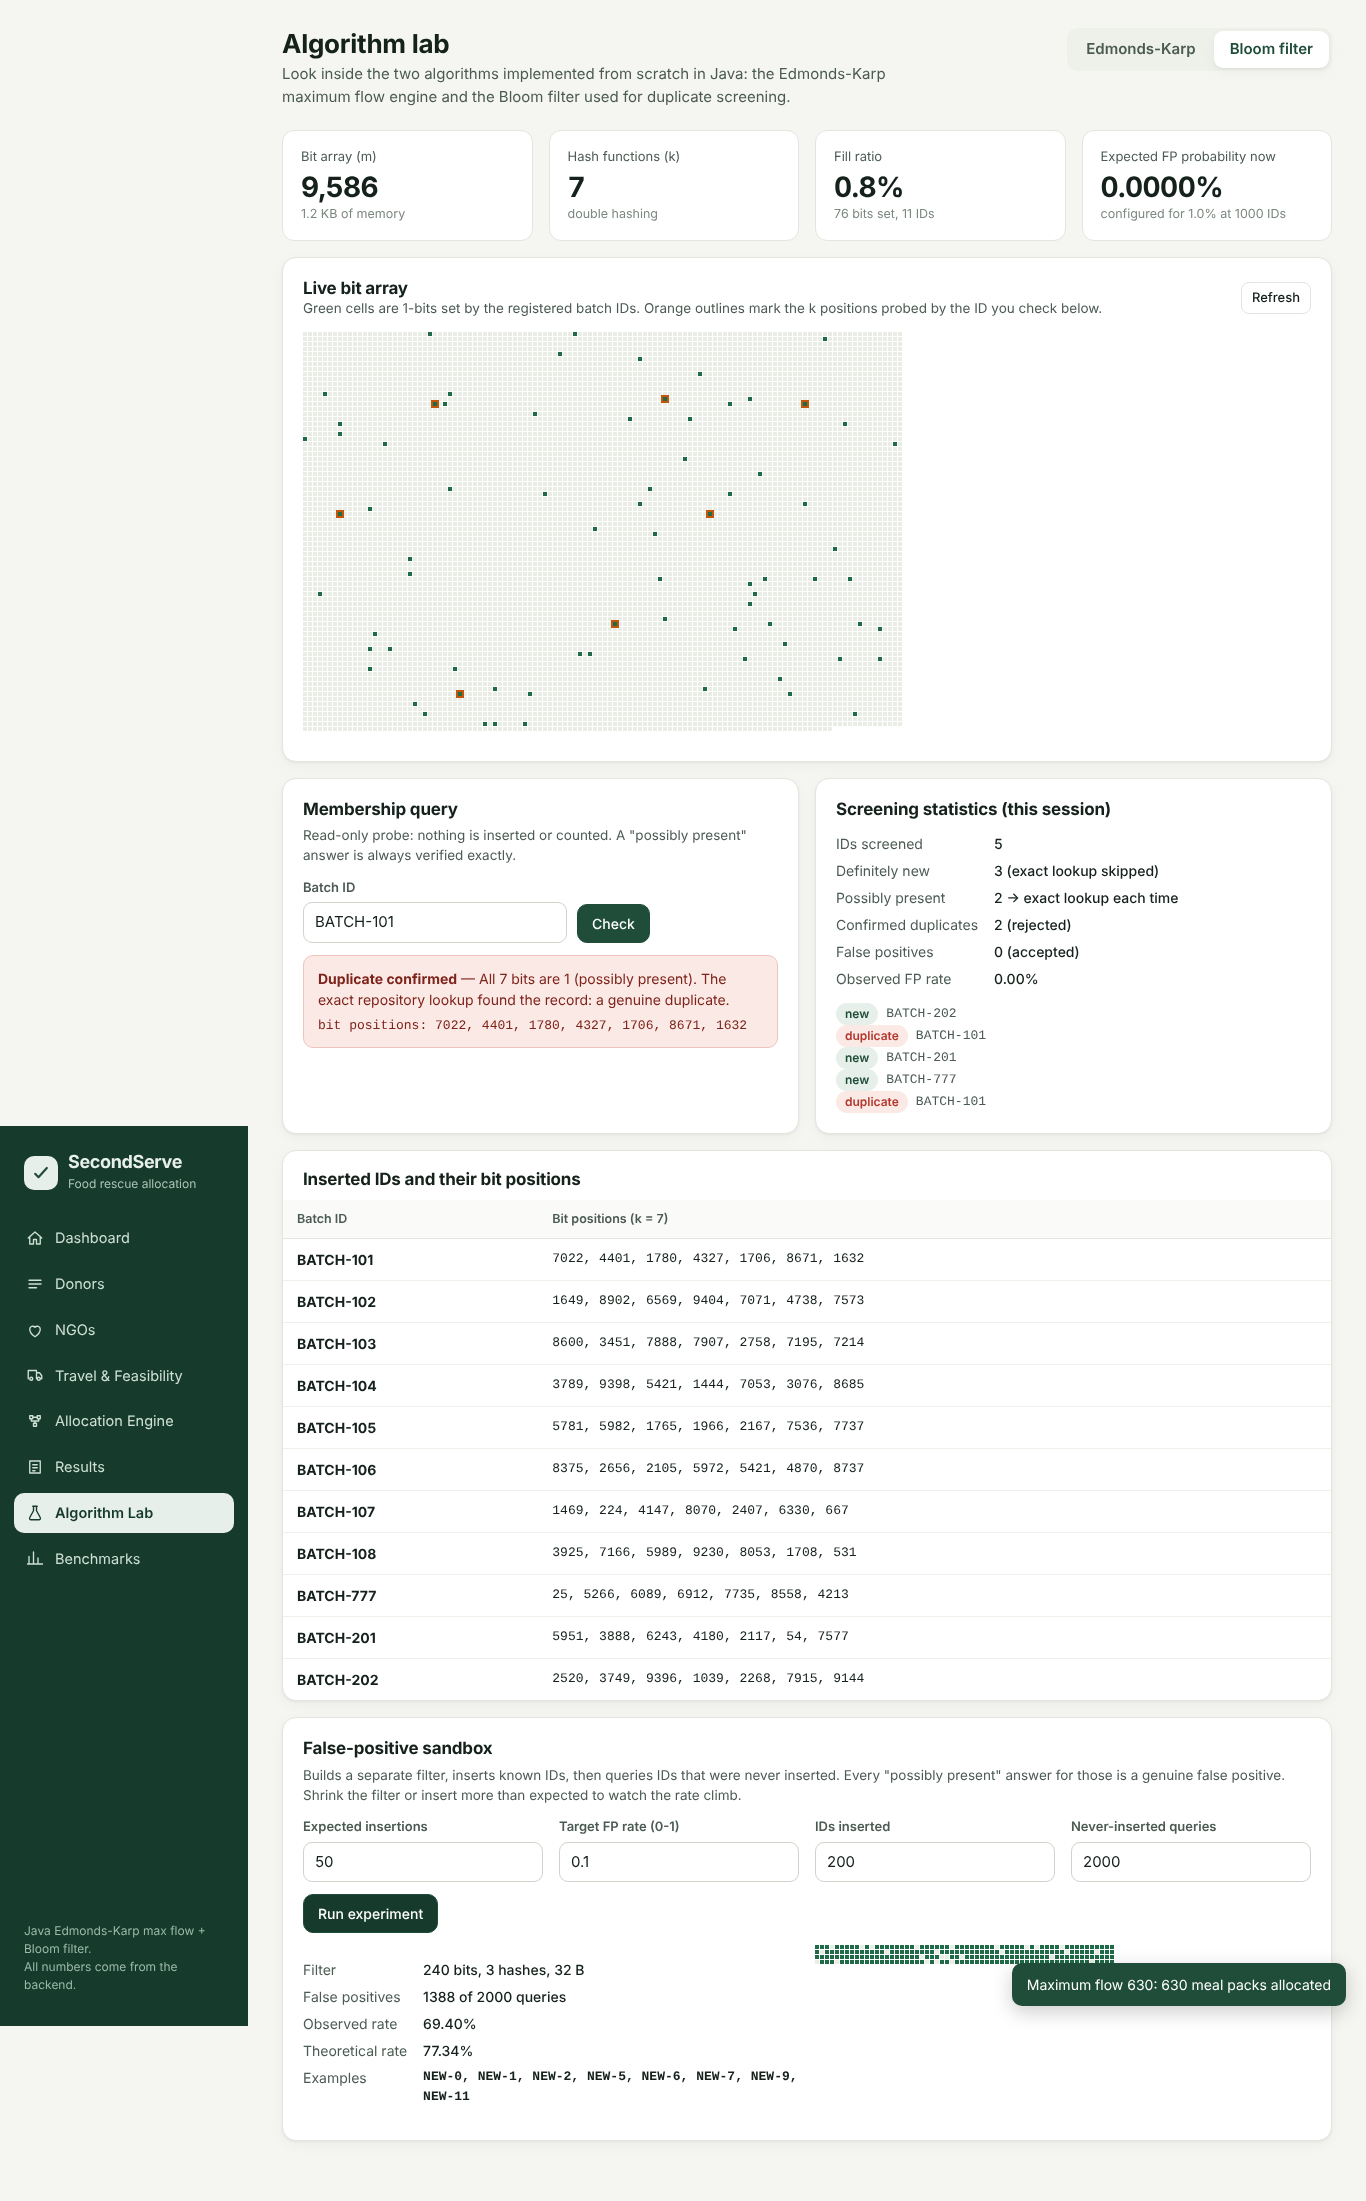 Algorithm lab
Look inside the two algorithms implemented from scratch in Java: the Edmonds-Karp
maximum flow engine and the Bloom filter used for duplicate screening.
Edmonds-Karp
Bloom filter
Bit array (m)
9,586
1.2 KB of memory
Hash functions (k)
7
double hashing
Fill ratio
0.8%
76 bits set, 11 IDs
Expected FP probability now
0.0000%
configured for 1.0% at 1000 IDs
Live bit array
Green cells are 1-bits set by the registered batch IDs. Orange outlines mark the k positions probed by the ID you check below.
Refresh
Membership query
Read-only probe: nothing is inserted or counted. A "possibly present"
answer is always verified exactly.
Batch ID
BATCH-101
Check
Duplicate confirmed — All 7 bits are 1 (possibly present). The
exact repository lookup found the record: a genuine duplicate.
bit positions: 7022, 4401, 1780, 4327, 1706, 8671, 1632
Screening statistics (this session)
IDs screened 5
Definitely new 3 (exact lookup skipped)
Possibly present 2 → exact lookup each time
Confirmed duplicates 2 (rejected)
False positives 0 (accepted)
Observed FP rate 0.00%
new BATCH-202
duplicate BATCH-101
new BATCH-201
new BATCH-777
duplicate BATCH-101
SecondServe
Food rescue allocation
Dashboard
Donors
NGOs
Travel & Feasibility
Allocation Engine
Results
Algorithm Lab
Benchmarks
Java Edmonds-Karp max flow +
Bloom filter.
All numbers come from the
backend.
Inserted IDs and their bit positions
Batch ID Bit positions (k = 7)
BATCH-101 7022, 4401, 1780, 4327, 1706, 8671, 1632
BATCH-102 1649, 8902, 6569, 9404, 7071, 4738, 7573
BATCH-103 8600, 3451, 7888, 7907, 2758, 7195, 7214
BATCH-104 3789, 9398, 5421, 1444, 7053, 3076, 8685
BATCH-105 5781, 5982, 1765, 1966, 2167, 7536, 7737
BATCH-106 8375, 2656, 2105, 5972, 5421, 4870, 8737
BATCH-107 1469, 224, 4147, 8070, 2407, 6330, 667
BATCH-108 3925, 7166, 5989, 9230, 8053, 1708, 531
BATCH-777 25, 5266, 6089, 6912, 7735, 8558, 4213
BATCH-201 5951, 3888, 6243, 4180, 2117, 54, 7577
BATCH-202 2520, 3749, 9396, 1039, 2268, 7915, 9144
False-positive sandbox
Builds a separate filter, inserts known IDs, then queries IDs that were never inserted. Every "possibly present" answer for those is a genuine false positive.
Shrink the filter or insert more than expected to watch the rate climb.
Expected insertions
50
Target FP rate (0-1)
0.1
IDs inserted
200
Never-inserted queries
2000
Run experiment
Filter 240 bits, 3 hashes, 32 B
False positives 1388 of 2000 queries
Observed rate 69.40%
Theoretical rate 77.34%
Examples NEW-0, NEW-1, NEW-2, NEW-5, NEW-6, NEW-7, NEW-9,
NEW-11
Maximum flow 630: 630 meal packs allocated